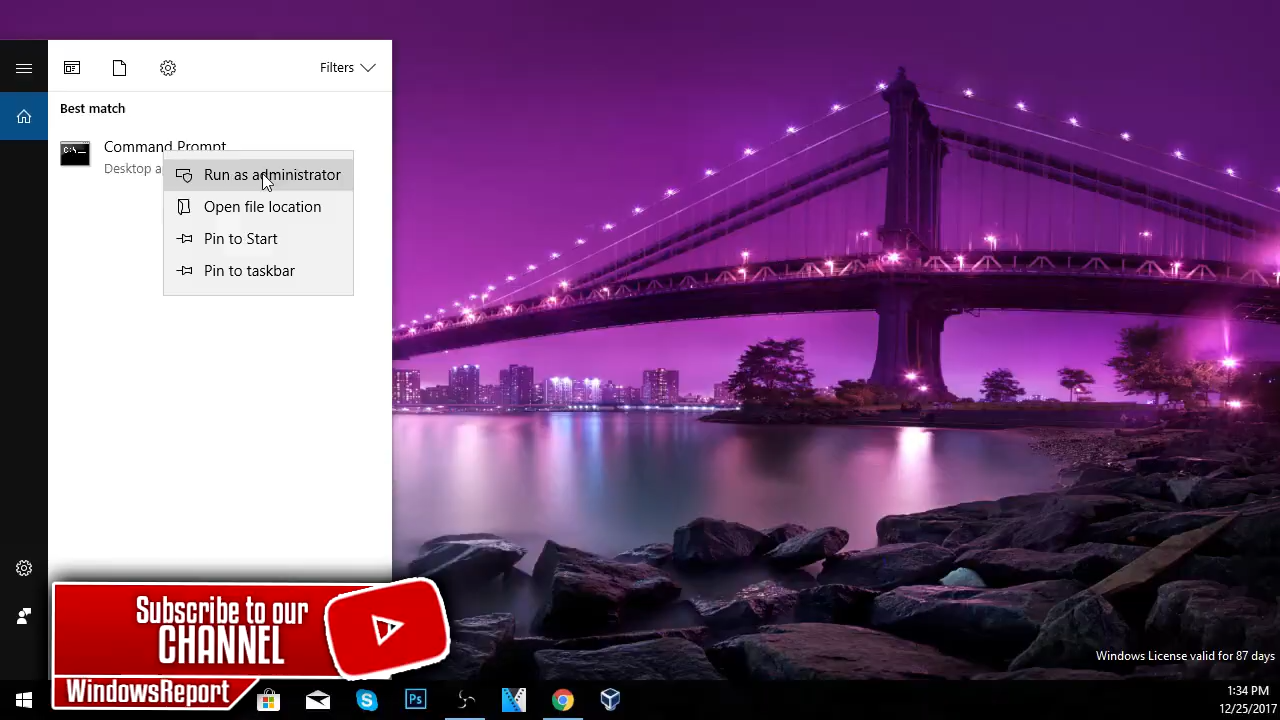 Filters
Best match
C:\_
Command Prompt
Desktop a
Run as administrator
Open file location
Pin to Start
Pin to taskbar
Subscribe to our
CHANNEL
WindowsReport
Ps
Windows License valid for 87 days
1:34 PM
12/25/2017